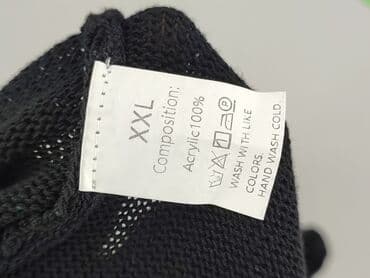 XXL
Composition:
Acrylic100%
WASH WITH LIKE
COLORS.
HAND WASH COLD.